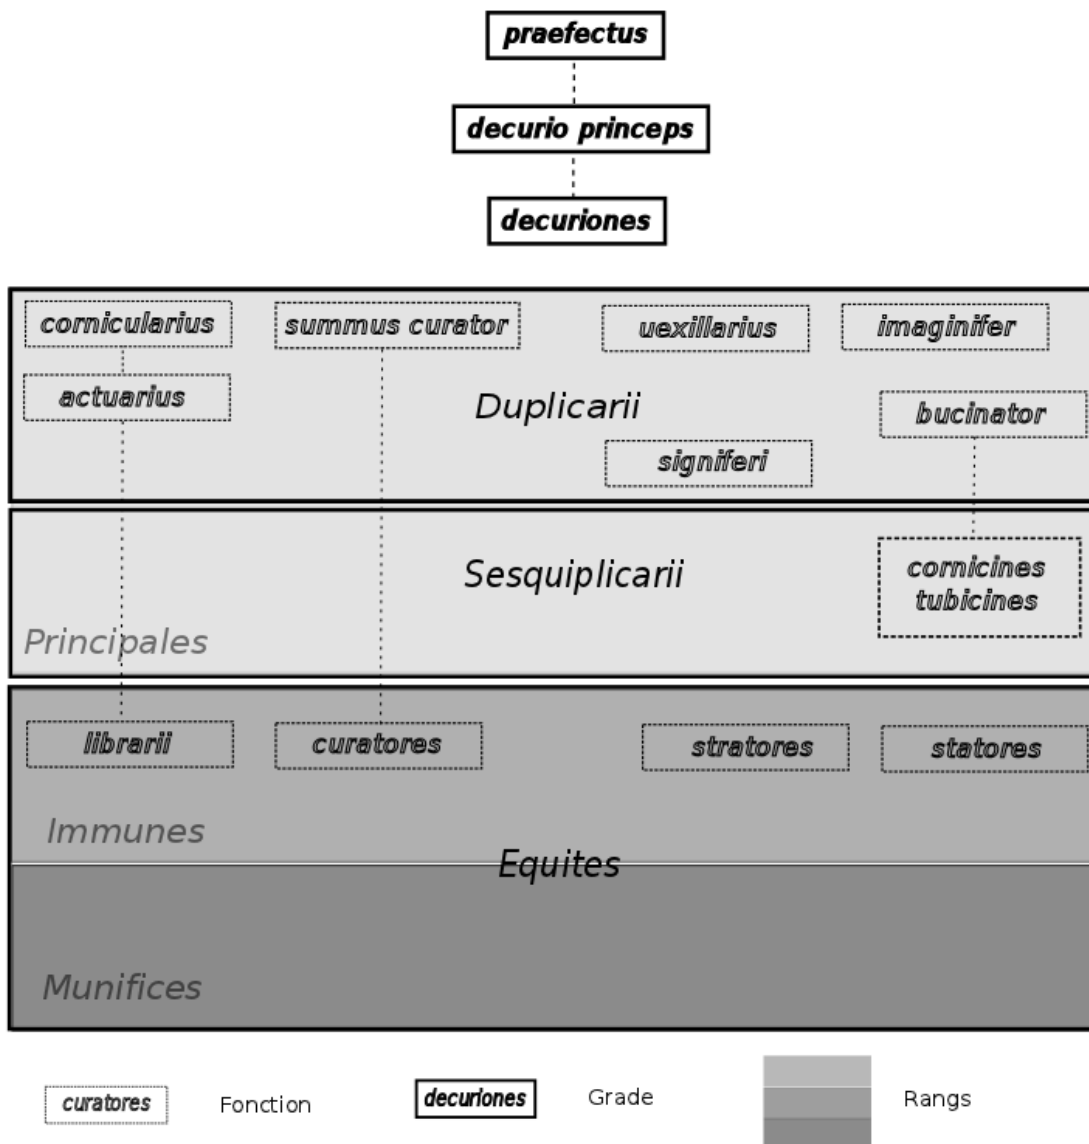 praefectus
decurio princeps
decuriones
cornicularius
summus curator
uexillarius
imaginifer
actuarius
Duplicarii
bucinator
signiferi
Sesquiplicarii
cornicines
tubicines
Principales
librarii
curatores
stratores
statores
Immunes
Equites
Munifices
curatores
Fonction
decuriones
Grade
Rangs